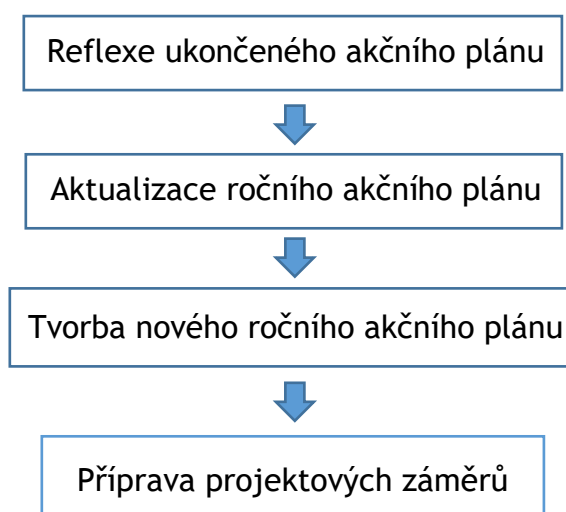 Reflexe ukončeného akčního plánu
Aktualizace ročního akčního plánu
Tvorba nového ročního akčního plánu
Příprava projektových záměrů